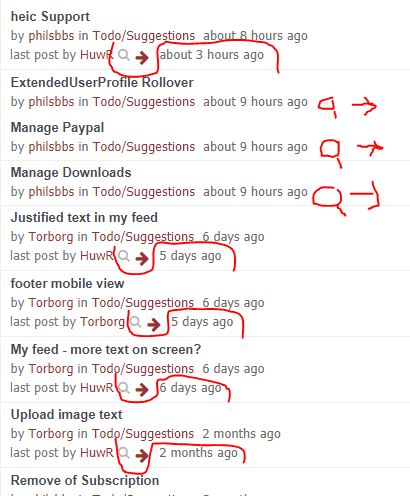 heic Support
by philsbbs in Todo/Suggestions about 8 hours ago
last post by HuwR about 3 hours ago
ExtendedUserProfile Rollover
by philsbbs in Todo/Suggestions about 9 hours ago
Manage Paypal
by philsbbs in Todo/Suggestions about 9 hours ago
Manage Downloads
by philsbbs in Todo/Suggestions about 9 hours ago
Justified text in my feed
by Torborg in Todo/Suggestions 6 days ago
last post by HuwR 5 days ago
footer mobile view
by Torborg in Todo/Suggestions 6 days ago
last post by Torborg 5 days ago
My feed - more text on screen?
by Torborg in Todo/Suggestions 6 days ago
last post by HuwR 6 days ago
Upload image text
by Torborg in Todo/Suggestions 2 months ago
last post by HuwR 2 months ago
Remove of Subscription